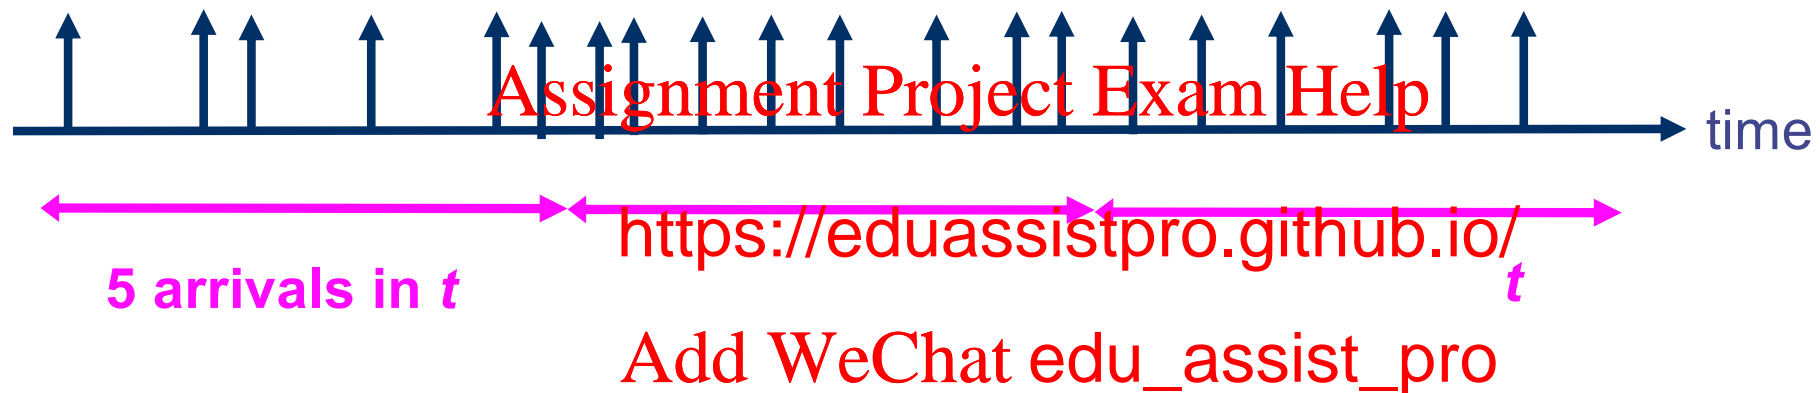 Assignment Project Exam Help
time
https://eduassistpro.github.io/
5 arrivals in t
t
Add WeChat edu_assist_pro